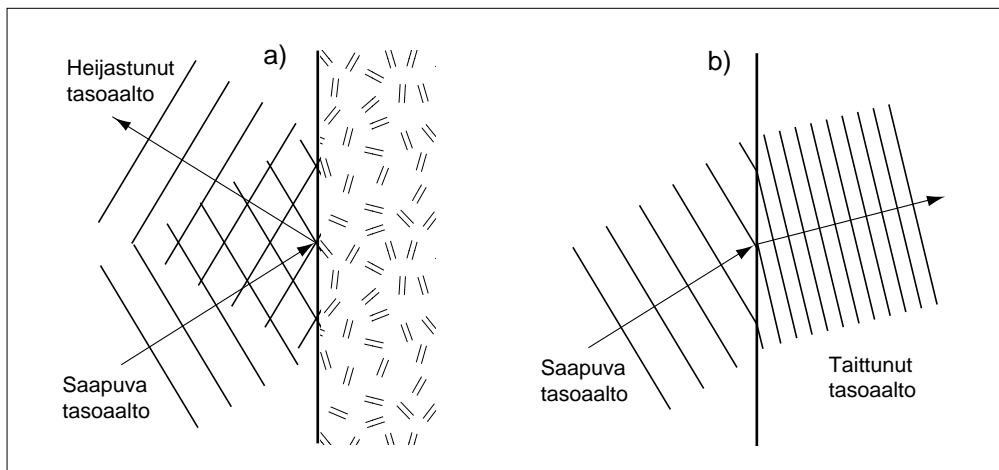 a)
Heijastunut
tasoaalto
Saapuva
tasoaalto
b)
Saapuva
tasoaalto
Taittunut
tasoaalto